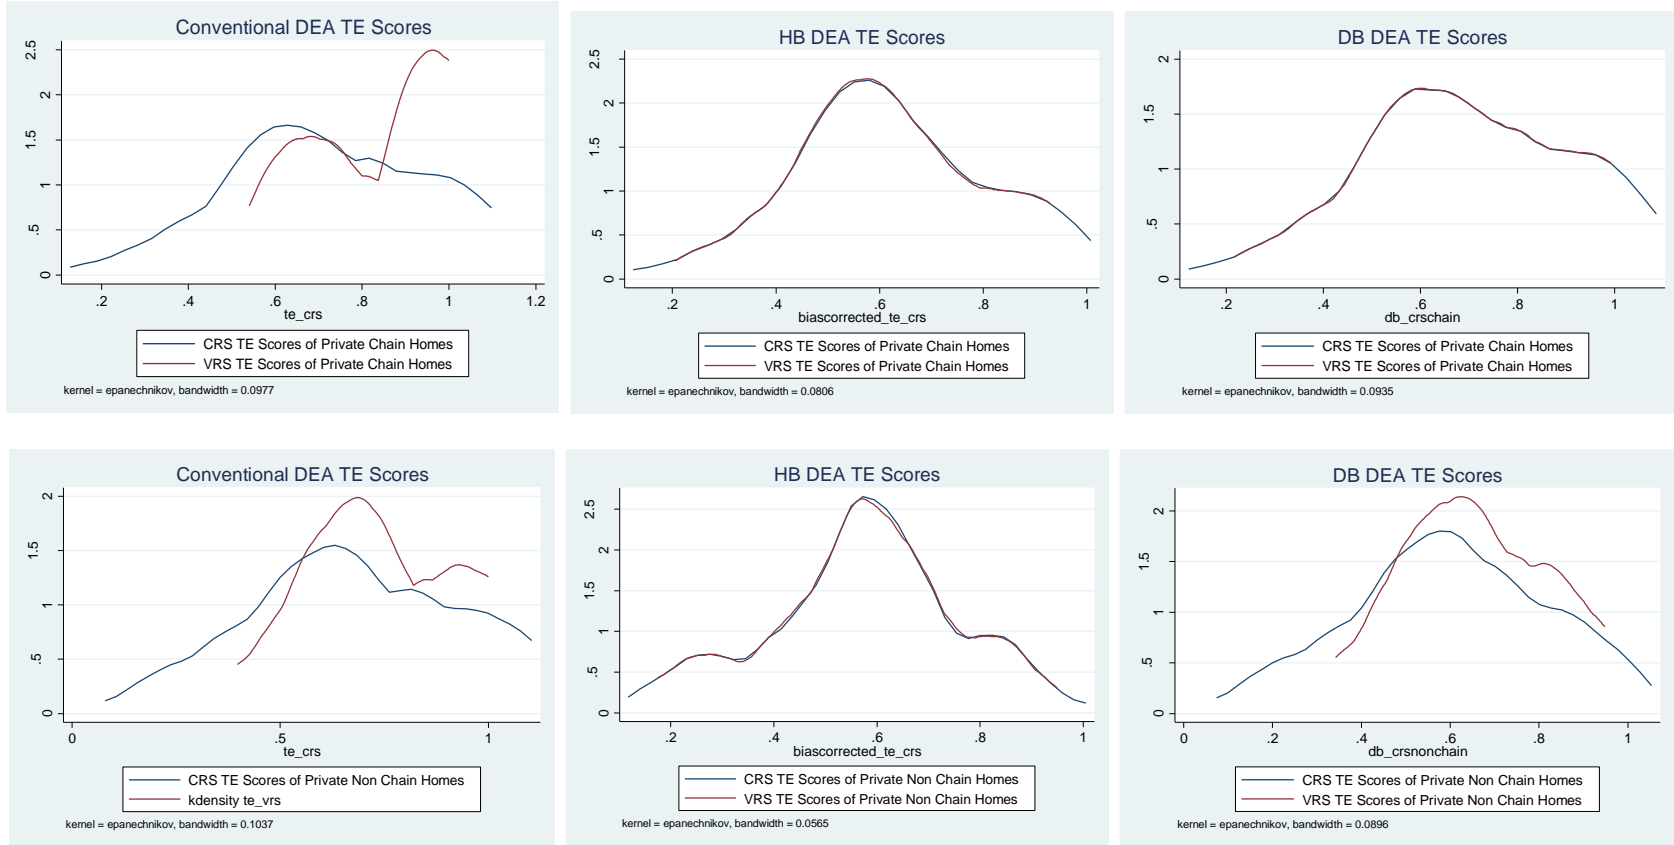 Conventional DEA TE Scores
2.5
2
1.5
1
.5
0
.2
.4
.6
.8
1
1.2
te_crs
CRS TE Scores of Private Chain Homes
VRS TE Scores of Private Chain Homes
kernel = epanechnikov, bandwidth = 0.0977
HB DEA TE Scores
2.5
2
1.5
1
.5
0
.2
.4
.6
.8
1
biascorrected_te_crs
CRS TE Scores of Private Chain Homes
VRS TE Scores of Private Chain Homes
kernel = epanechnikov, bandwidth = 0.0806
DB DEA TE Scores
2
1.5
1
.5
0
.2
.4
.6
.8
1
db_crschain
CRS TE Scores of Private Chain Homes
VRS TE Scores of Private Chain Homes
kernel = epanechnikov, bandwidth = 0.0935
Conventional DEA TE Scores
2
1.5
1
.5
0
0
.5
1
te_crs
CRS TE Scores of Private Non Chain Homes
kdensity te_vrs
kernel = epanechnikov, bandwidth = 0.1037
HB DEA TE Scores
2.5
2
1.5
1
.5
0
.2
.4
.6
.8
1
biascorrected_te_crs
CRS TE Scores of Private Non Chain Homes
VRS TE Scores of Private Non Chain Homes
kernel = epanechnikov, bandwidth = 0.0565
DB DEA TE Scores
2
1.5
1
.5
0
0
.2
.4
.6
.8
1
db_crsnonchain
CRS TE Scores of Private Non Chain Homes
VRS TE Scores of Private Non Chain Homes
kernel = epanechnikov, bandwidth = 0.0896